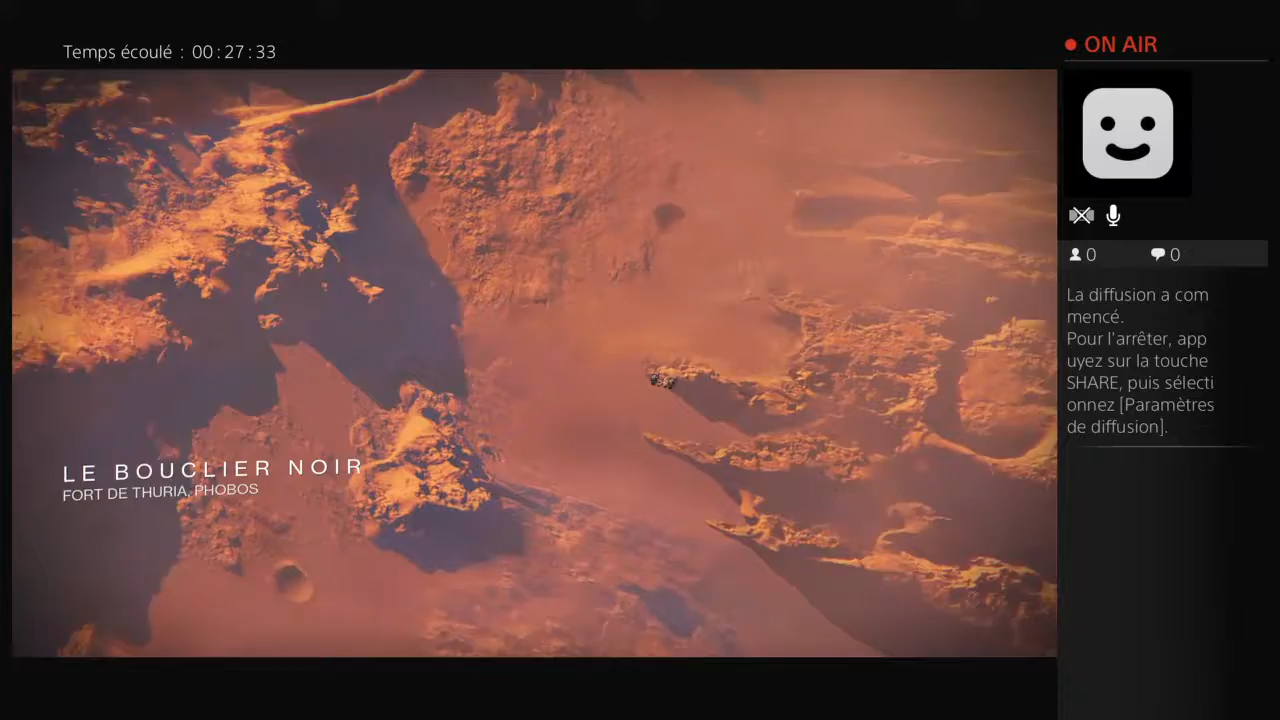 Temps écoulé : 00:27:33
ON AIR
0 0
La diffusion a com
mencé.
Pour l'arrêter, app
uyez sur la touche
SHARE, puis sélecti
onnez [Paramètres
de diffusion].
LE BOUCLIER NOIR
FORT DE THURIA, PHOBOS